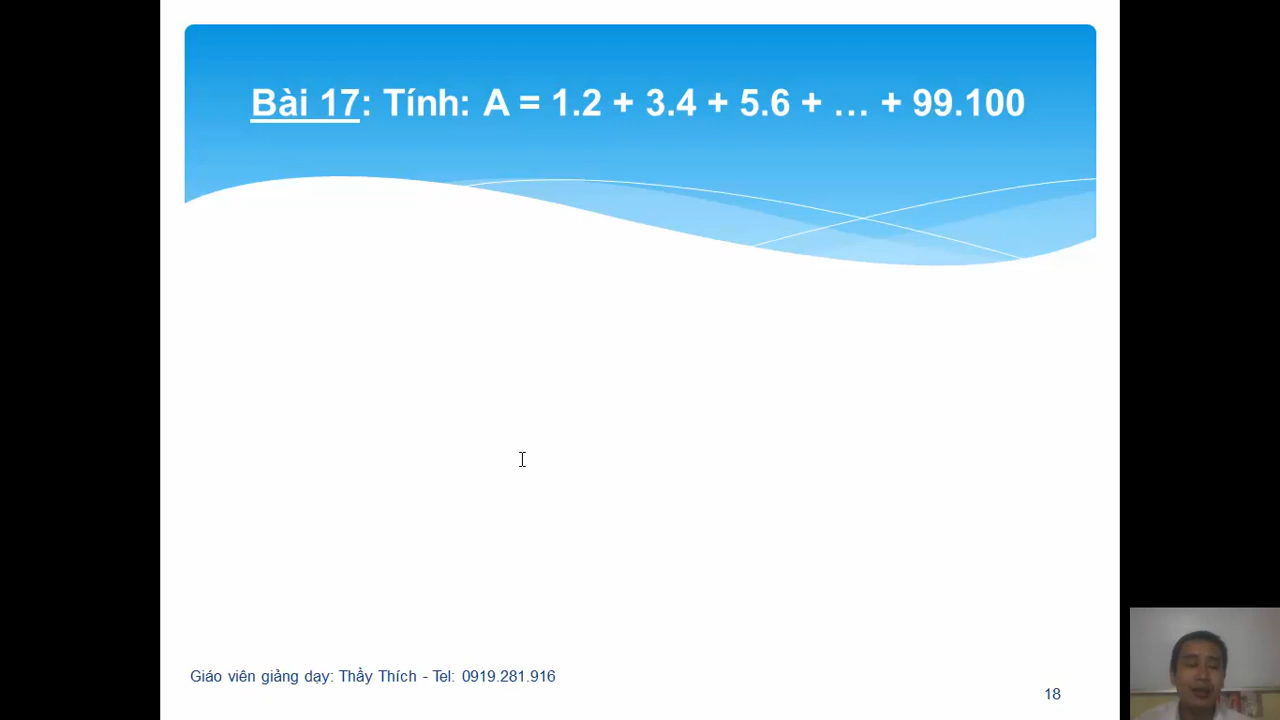 Bài 17: Tính: A = 1.2 + 3.4 + 5.6 + … + 99.100
Giáo viên giảng dạy: Thầy Thích - Tel: 0919.281.916
18